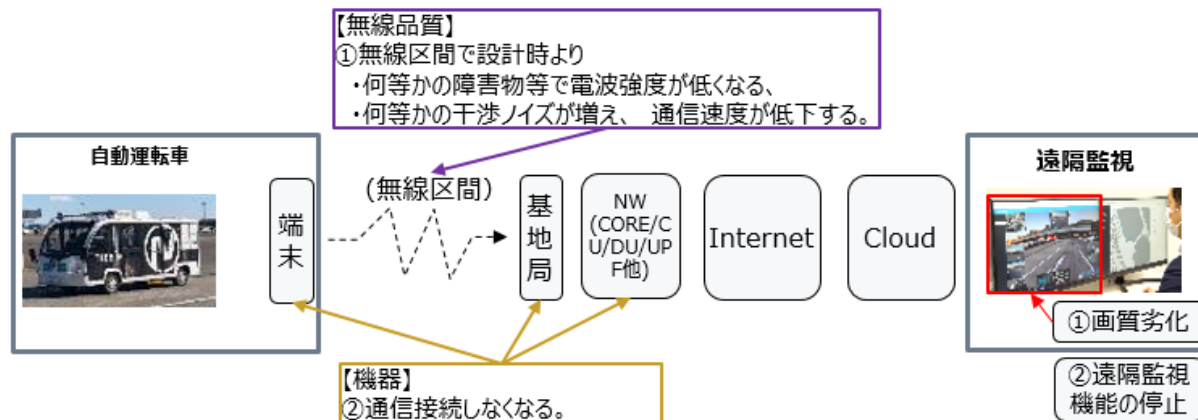 【無線品質】
①無線区間で設計時より
・何等かの障害物等で電波強度が低くなる、
・何等かの干渉ノイズが増え、 通信速度が低下する。
自動運転車
端
末
(無線区間)
基
地
局
NW
(CORE/C
U/DU/UP
F他)
Internet
Cloud
遠隔監視
①画質劣化
②遠隔監視
機能の停止
【機器】
②通信接続しなくなる。